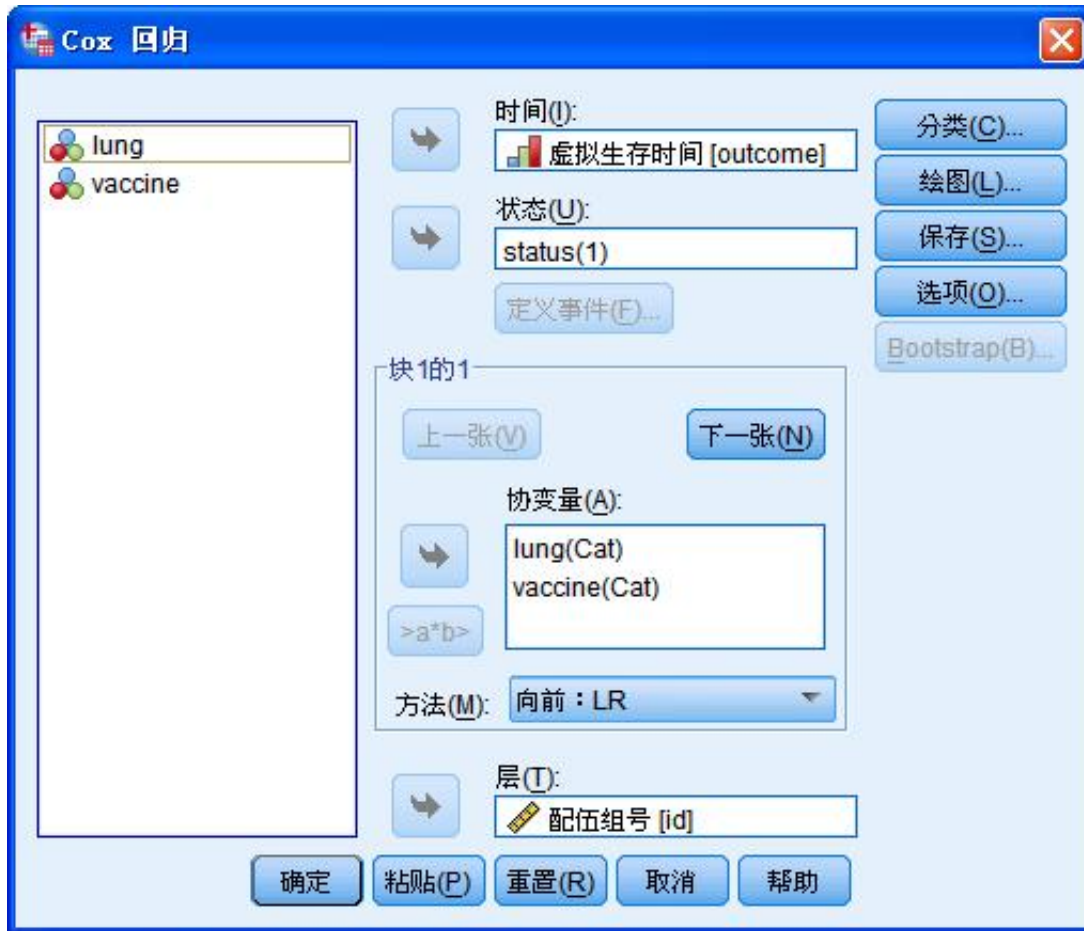 Cox 回归
lung
vaccine
时间(I):
虚拟生存时间 [outcome]
状态(U):
status(1)
定义事件(F)...
块1的1
上一张(V)
下一张(N)
协变量(A):
lung(Cat)
vaccine(Cat)
>a*b>
方法(M):
向前：LR
层(T):
配伍组号 [id]
分类(C)...
绘图(L)...
保存(S)...
选项(O)...
Bootstrap(B)...
确定
粘贴(P)
重置(R)
取消
帮助